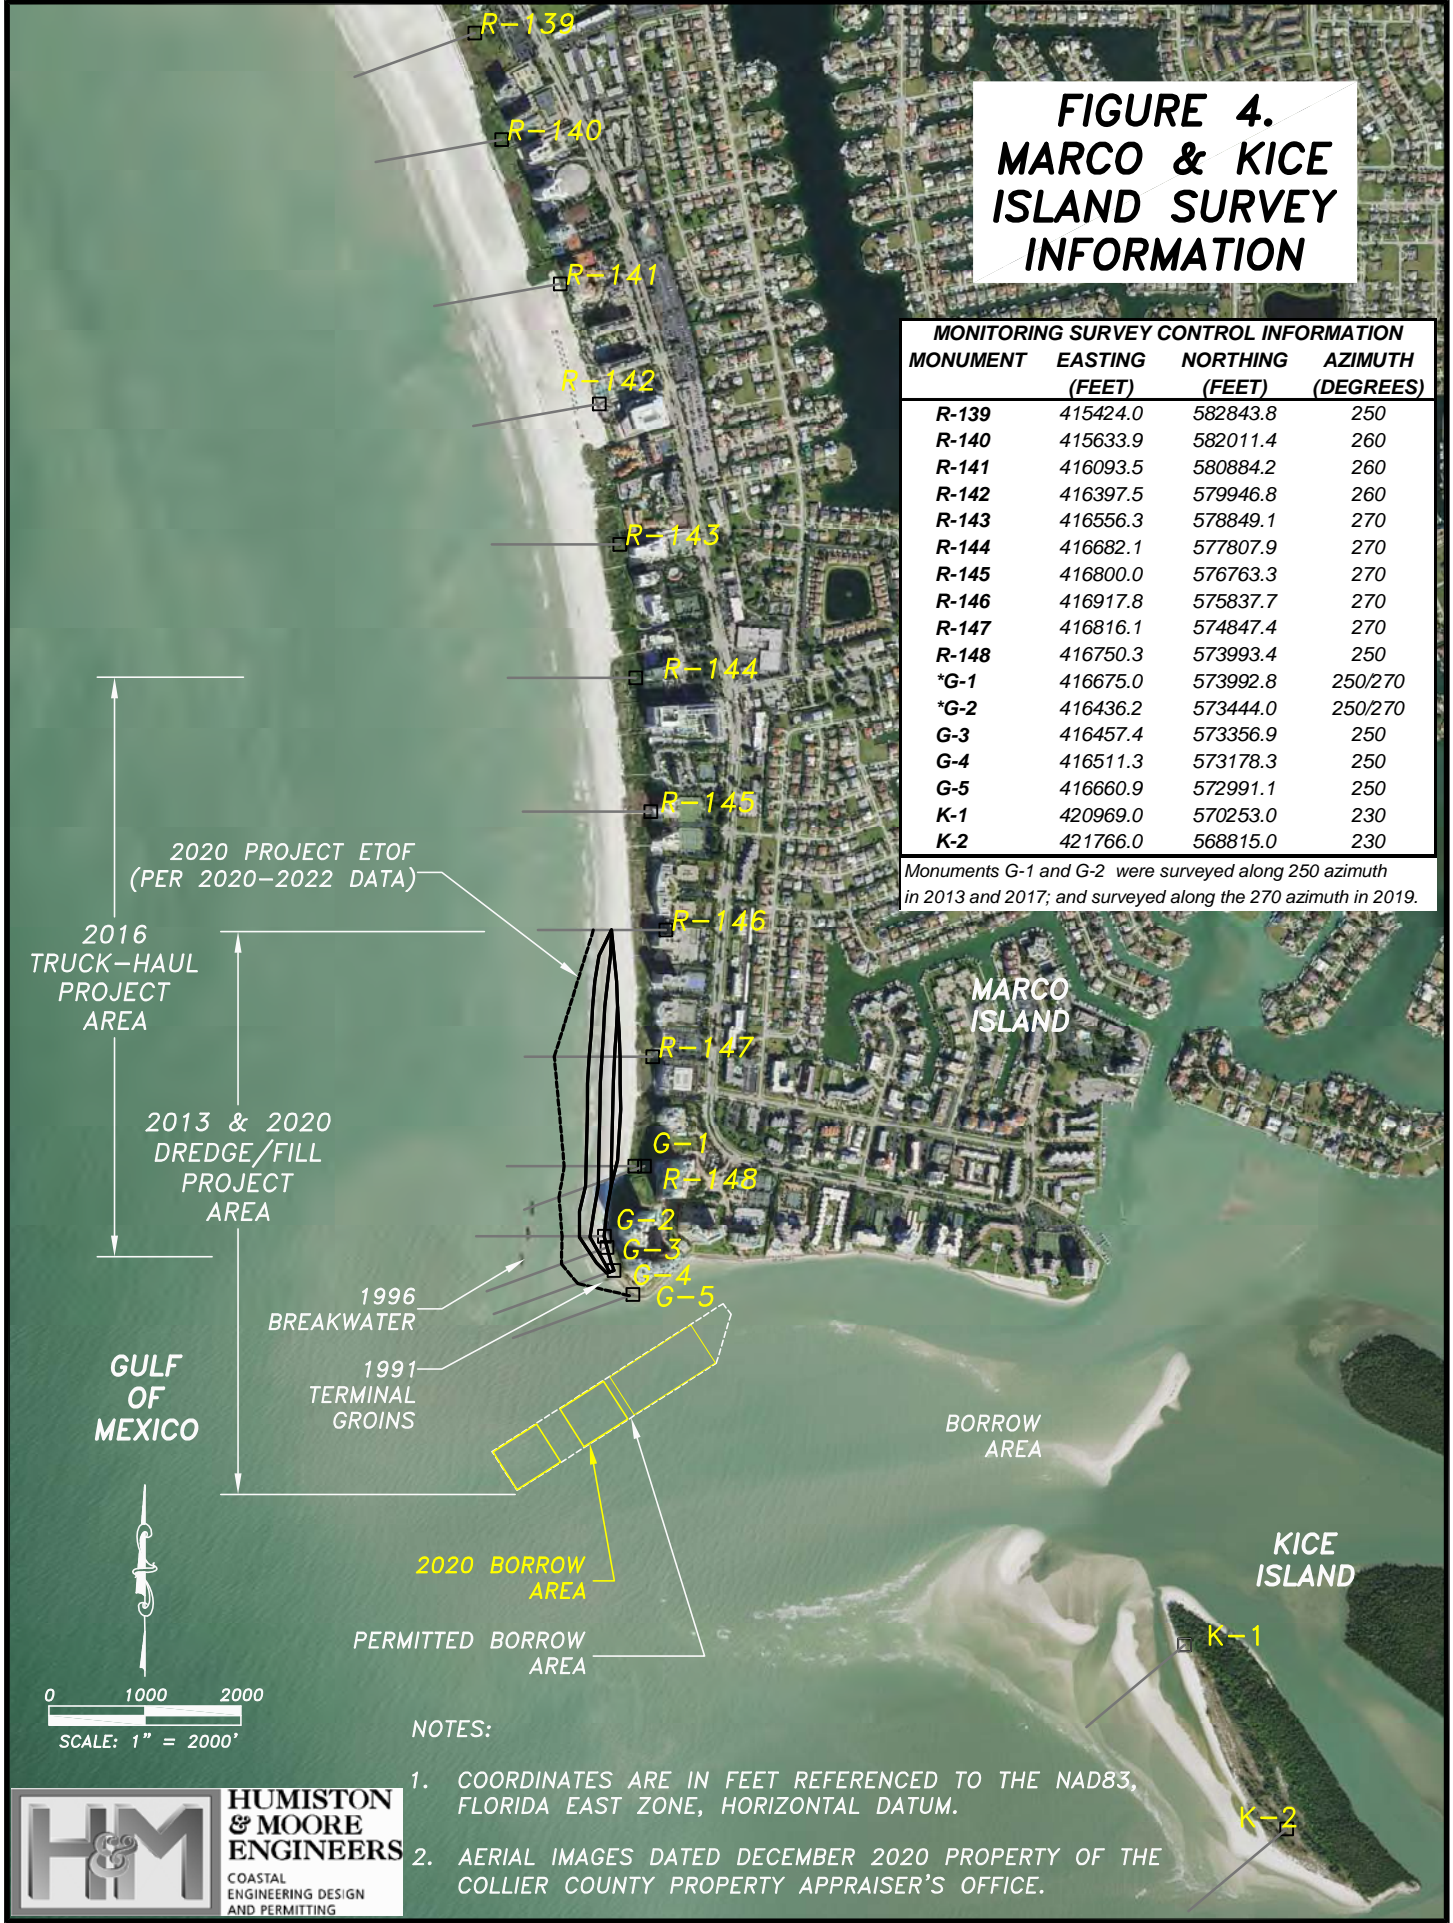 FIGURE 4.
MARCO & KICE
ISLAND SURVEY
INFORMATION
MONITORING SURVEY CONTROL INFORMATION
MONUMENT EASTING NORTHING AZIMUTH
(FEET) (FEET) (DEGREES)
R-139 415424.0 582843.8 250
R-140 415633.9 582011.4 260
R-141 416093.5 580884.2 260
R-142 416397.5 579946.8 260
R-143 416556.3 578849.1 270
R-144 416682.1 577807.9 270
R-145 416800.0 576763.3 270
R-146 416917.8 575837.7 270
R-147 416816.1 574847.4 270
R-148 416750.3 573993.4 250
*G-1 416675.0 573992.8 250/270
*G-2 416436.2 573444.0 250/270
G-3 416457.4 573356.9 250
G-4 416511.3 573178.3 250
G-5 416660.9 572991.1 250
K-1 420969.0 570253.0 230
K-2 421766.0 568815.0 230
Monuments G-1 and G-2 were surveyed along 250 azimuth
in 2013 and 2017; and surveyed along the 270 azimuth in 2019.
R-139
R-140
R-141
R-142
R-143
R-144
R-145
R-146
R-147
G-1
R-148
G-2
G-3
G-4
G-5
2020 PROJECT ETOF
(PER 2020-2022 DATA)
2016
TRUCK-HAUL
PROJECT
AREA
2013 & 2020
DREDGE/FILL
PROJECT
AREA
MARCO
ISLAND
1996
BREAKWATER
1991
TERMINAL
GROINS
GULF
OF
MEXICO
BORROW
AREA
2020 BORROW
AREA
PERMITTED BORROW
AREA
KICE
ISLAND
K-1
K-2
0 1000 2000
SCALE: 1" = 2000'
NOTES:
1. COORDINATES ARE IN FEET REFERENCED TO THE NAD83,
FLORIDA EAST ZONE, HORIZONTAL DATUM.
2. AERIAL IMAGES DATED DECEMBER 2020 PROPERTY OF THE
COLLIER COUNTY PROPERTY APPRAISER'S OFFICE.
H&M
HUMISTON
& MOORE
ENGINEERS
COASTAL
ENGINEERING DESIGN
AND PERMITTING